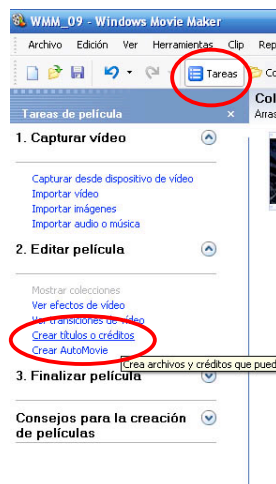 WMM_09 - Windows Movie Maker
Archivo Edición Ver Herramientas Clip Rep
Tareas Co
Tareas de película x
Col
Arras
1. Capturar vídeo
Capturar desde dispositivo de vídeo
Importar vídeo
Importar imágenes
Importar audio o música
2. Editar película
Mostrar colecciones
Ver efectos de vídeo
Ver transiciones de vídeo
Crear títulos o créditos
Crear AutoMovie
Crea archivos y créditos que pued
3. Finalizar película
Consejos para la creación
de películas